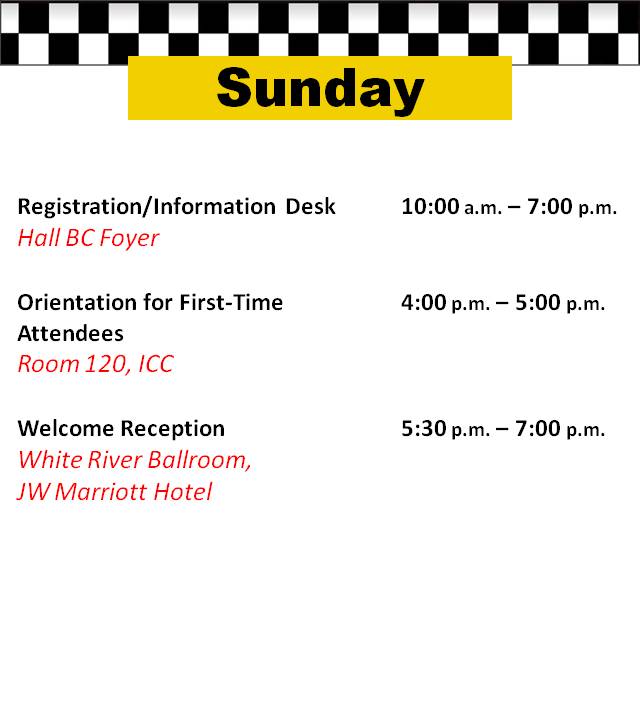 Sunday
Registration/Information Desk 10:00 a.m. – 7:00 p.m.
Hall BC Foyer
Orientation for First-Time 4:00 p.m. – 5:00 p.m.
Attendees
Room 120, ICC
Welcome Reception 5:30 p.m. – 7:00 p.m.
White River Ballroom,
JW Marriott Hotel